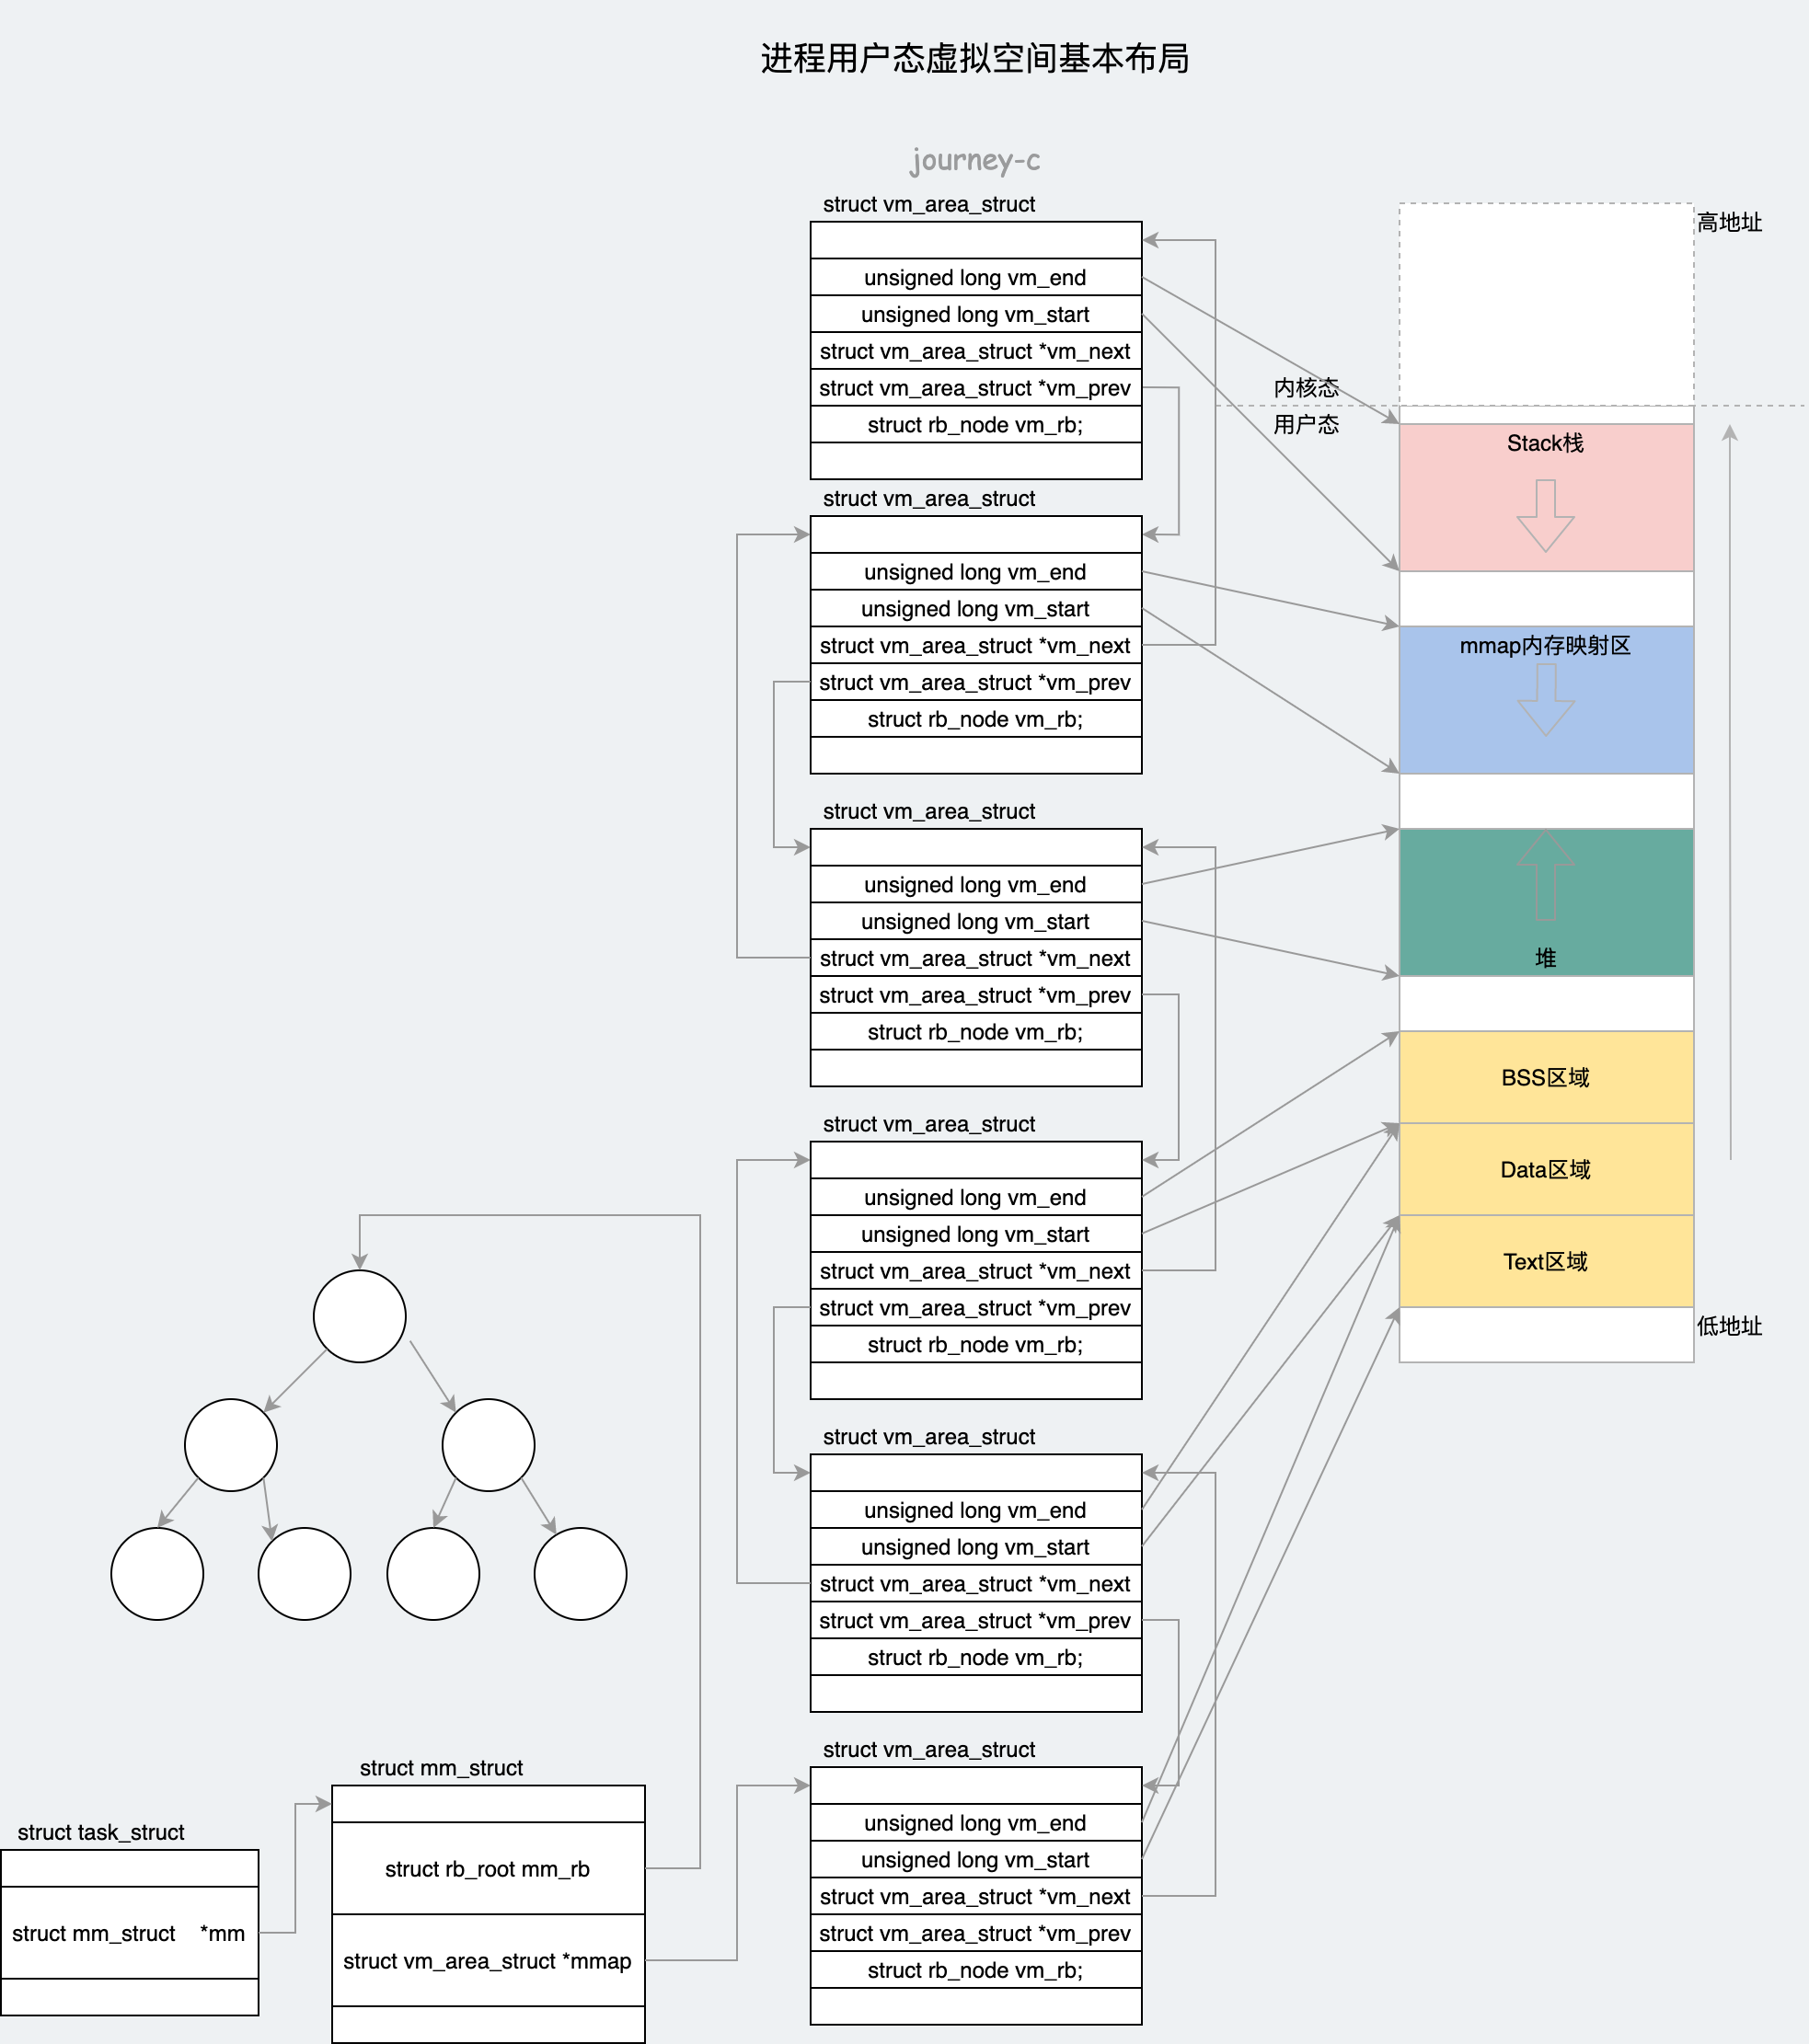 进程用户态虚拟空间基本布局
journey-c
struct vm_area_struct
unsigned long vm_end
unsigned long vm_start
struct vm_area_struct *vm_next
struct vm_area_struct *vm_prev
struct rb_node vm_rb;
struct vm_area_struct
unsigned long vm_end
unsigned long vm_start
struct vm_area_struct *vm_next
struct vm_area_struct *vm_prev
struct rb_node vm_rb;
struct vm_area_struct
unsigned long vm_end
unsigned long vm_start
struct vm_area_struct *vm_next
struct vm_area_struct *vm_prev
struct rb_node vm_rb;
struct vm_area_struct
unsigned long vm_end
unsigned long vm_start
struct vm_area_struct *vm_next
struct vm_area_struct *vm_prev
struct rb_node vm_rb;
struct vm_area_struct
unsigned long vm_end
unsigned long vm_start
struct vm_area_struct *vm_next
struct vm_area_struct *vm_prev
struct rb_node vm_rb;
struct vm_area_struct
unsigned long vm_end
unsigned long vm_start
struct vm_area_struct *vm_next
struct vm_area_struct *vm_prev
struct rb_node vm_rb;
高地址
内核态
用户态
Stack栈
mmap内存映射区
堆
BSS区域
Data区域
Text区域
低地址
struct mm_struct
struct rb_root mm_rb
struct vm_area_struct *mmap
struct task_struct
struct mm_struct *mm